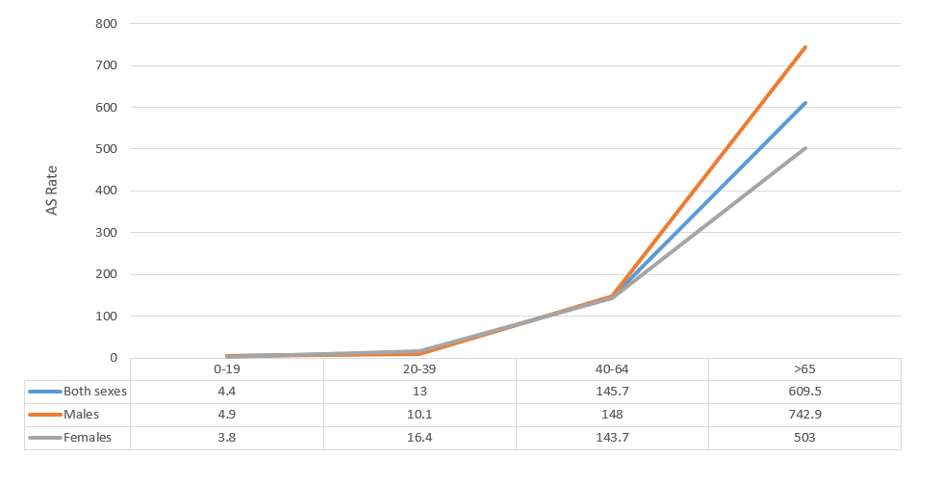 800
700
600
500
400
300
200
100
0
AS Rate
0-19 20-39 40-64 >65
Both sexes 4.4 13 145.7 609.5
Males 4.9 10.1 148 742.9
Females 3.8 16.4 143.7 503